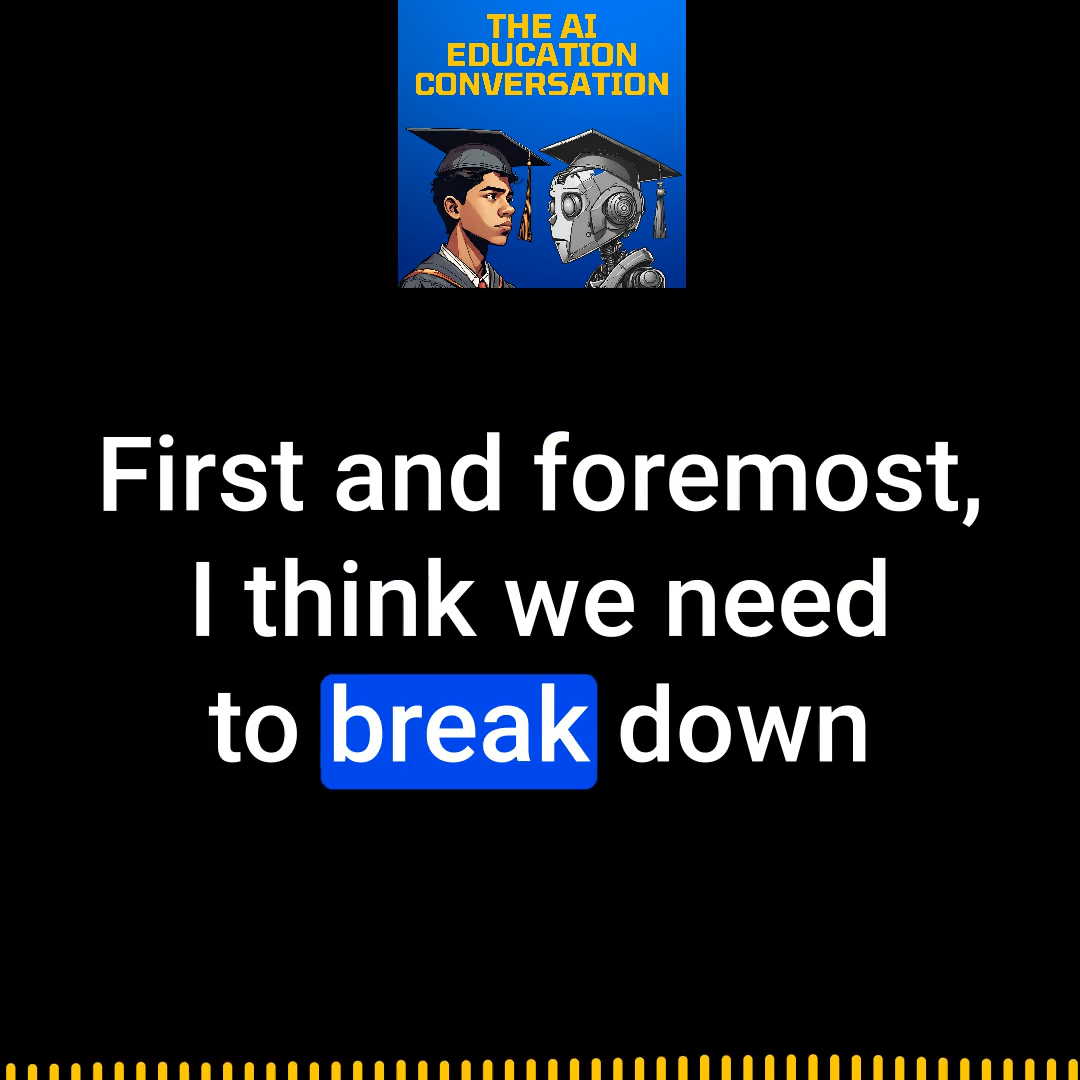 THE AI
EDUCATION
CONVERSATION
First and foremost,
I think we need
to break down